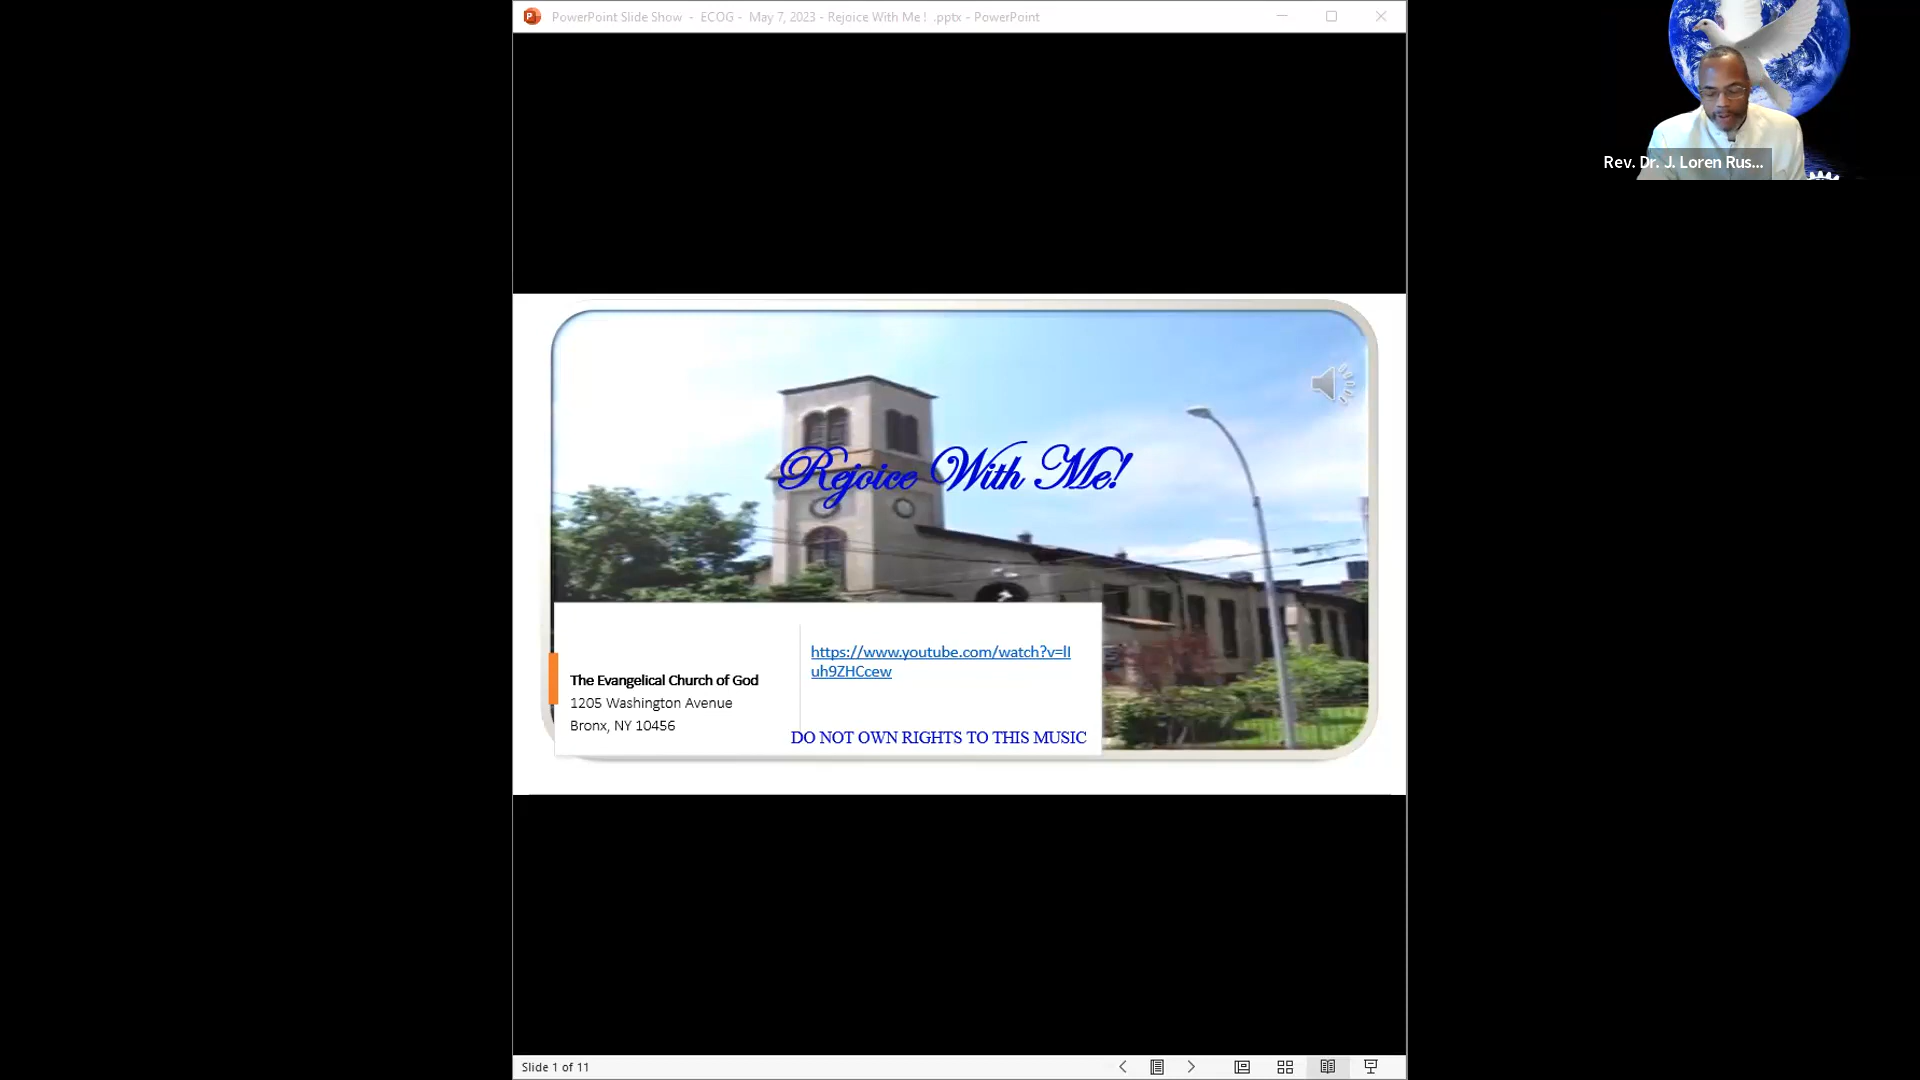 PowerPoint Slide Show - ECOG - May 7, 2023 - Rejoice With Me! .pptx - PowerPoint
Rev. Dr. J. Loren Rus...
Rejoice With Me!
The Evangelical Church of God
1205 Washington Avenue
Bronx, NY 10456
https://www.youtube.com/watch?v=lI
uh9ZHCcew
DO NOT OWN RIGHTS TO THIS MUSIC
Slide 1 of 11